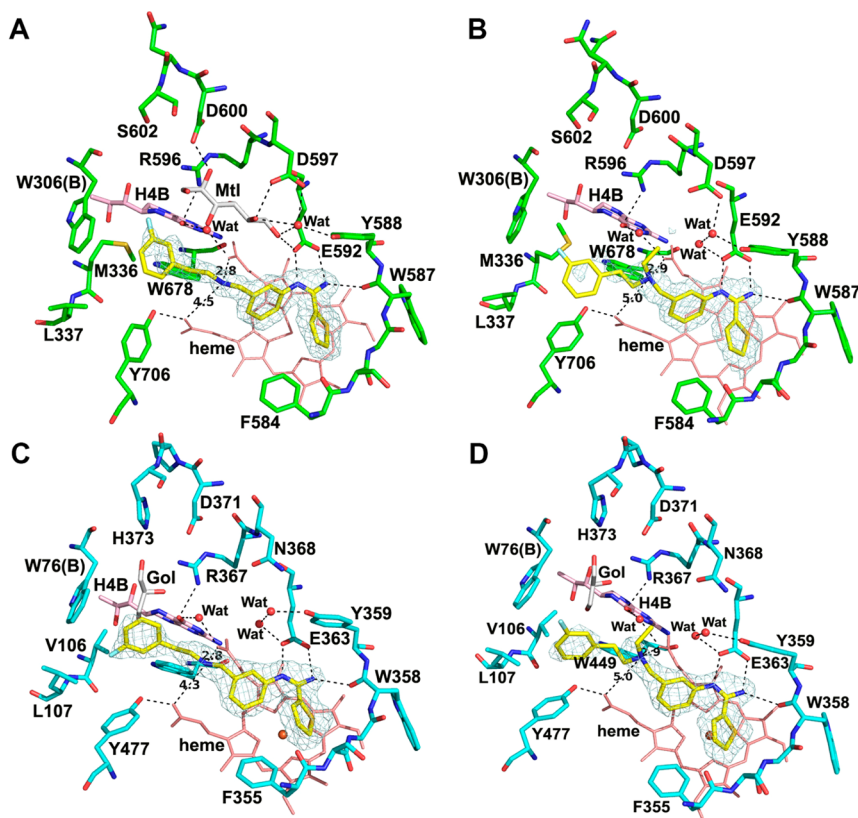 A
D600
S602
R596
D597
W306(B)
H4B
Mtl
Wat
Wat
Y588
E592
M336
W678
2.8
W587
4.5
L337
Y706
heme
F584
B
D600
S602
R596
D597
W306(B)
H4B
Wat
E592
Wat
Y588
M336
W678
2.9
W587
5.0
L337
Y706
heme
F584
C
H373
D371
N368
W76(B)
R367
H4B
Gol
Wat
Wat
Y359
Wat
V106
E363
2.8
W358
4.3
L107
Y477
heme
F355
D
D371
H373
N368
W76(B)
Gol
R367
H4B
Wat
Wat
Y359
V106
E363
W449
2.9
5.0
W358
L107
Y477
heme
F355